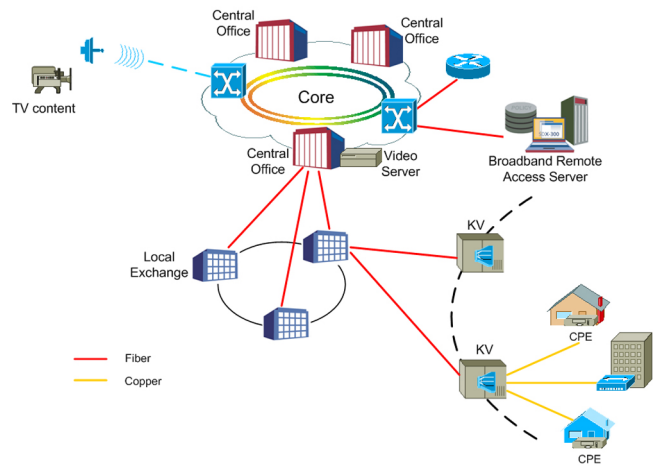 Central
Office
Central
Office
TV content
Core
Central
Office
Video
Server
Broadband Remote
Access Server
Local
Exchange
KV
KV
CPE
CPE
Fiber
Copper